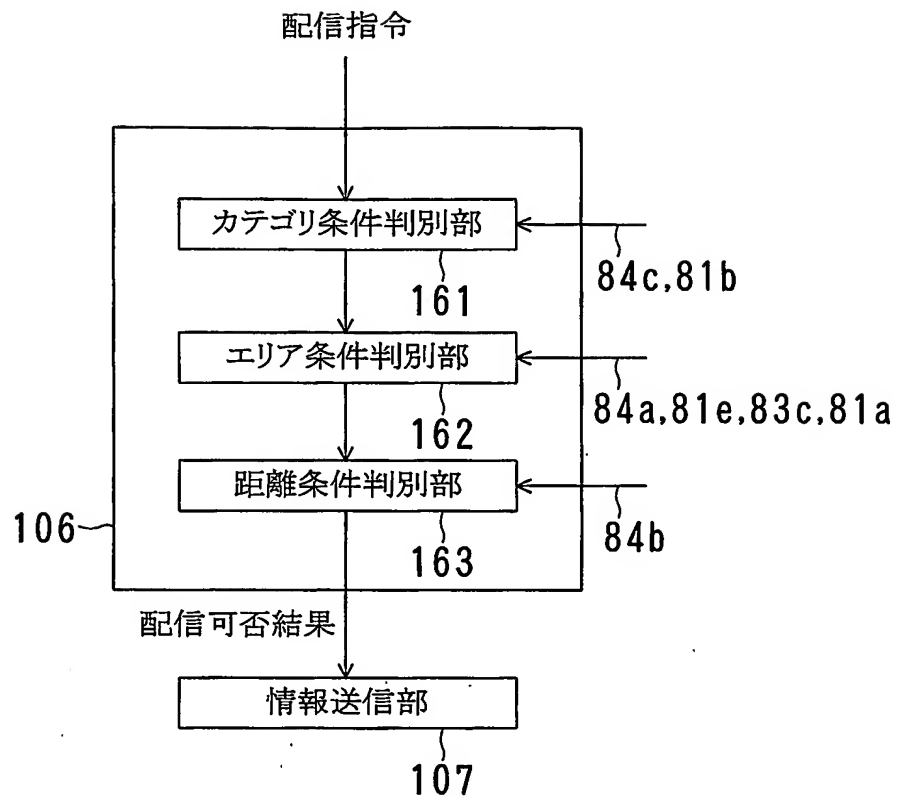 配信指令
カテゴリ条件判別部
161
84c,81b
エリア条件判別部
162
84a,81e,83c,81a
距離条件判別部
163
84b
106
配信可否結果
情報送信部
107